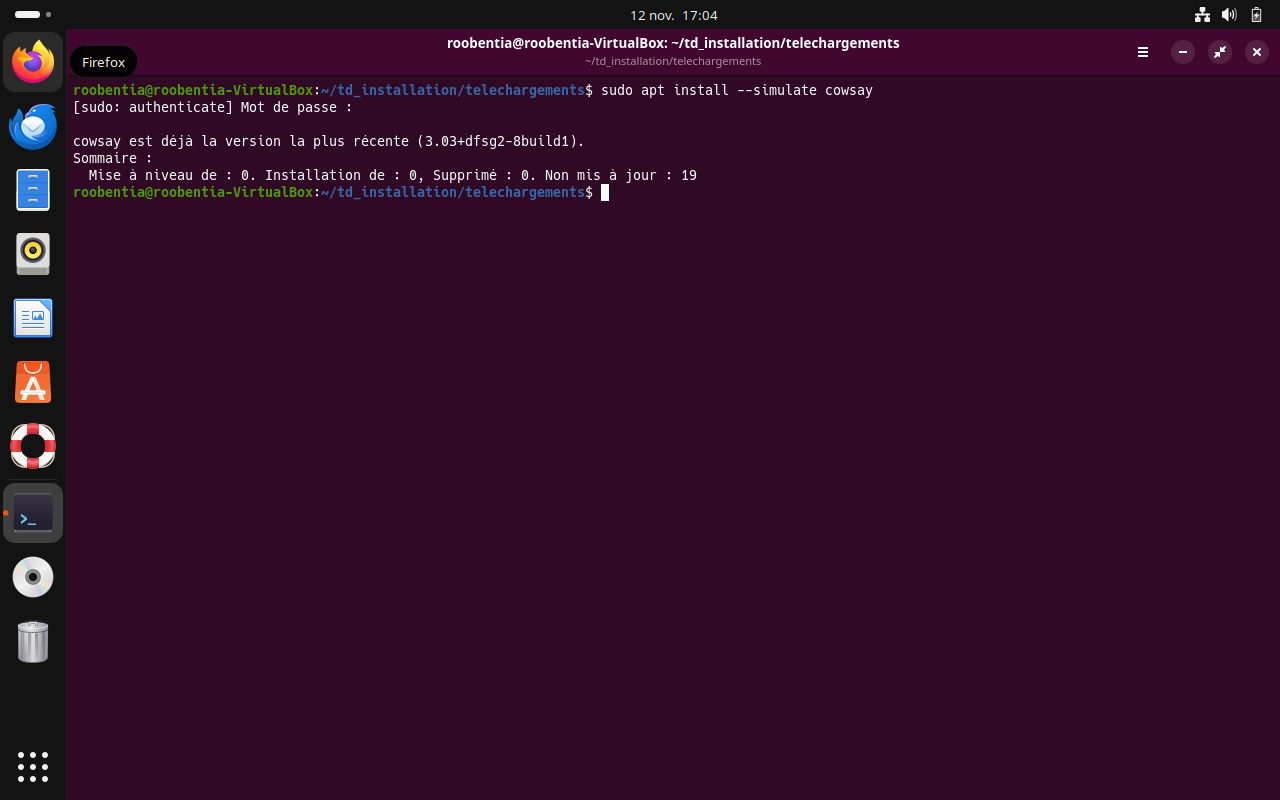 12 nov. 17:04
roobentia@roobentia-VirtualBox: ~/td_installation/telechargements
~/td_installation/telechargements
Firefox
roobentia@roobentia-VirtualBox:~/td_installation/telechargements$ sudo apt install --simulate cowsay
[sudo: authenticate] Mot de passe :
cowsay est déjà la version la plus récente (3.03+dfsg2-8build1).
Sommaire :
  Mise à niveau de : 0. Installation de : 0, Supprimé : 0. Non mis à jour : 19
roobentia@roobentia-VirtualBox:~/td_installation/telechargements$